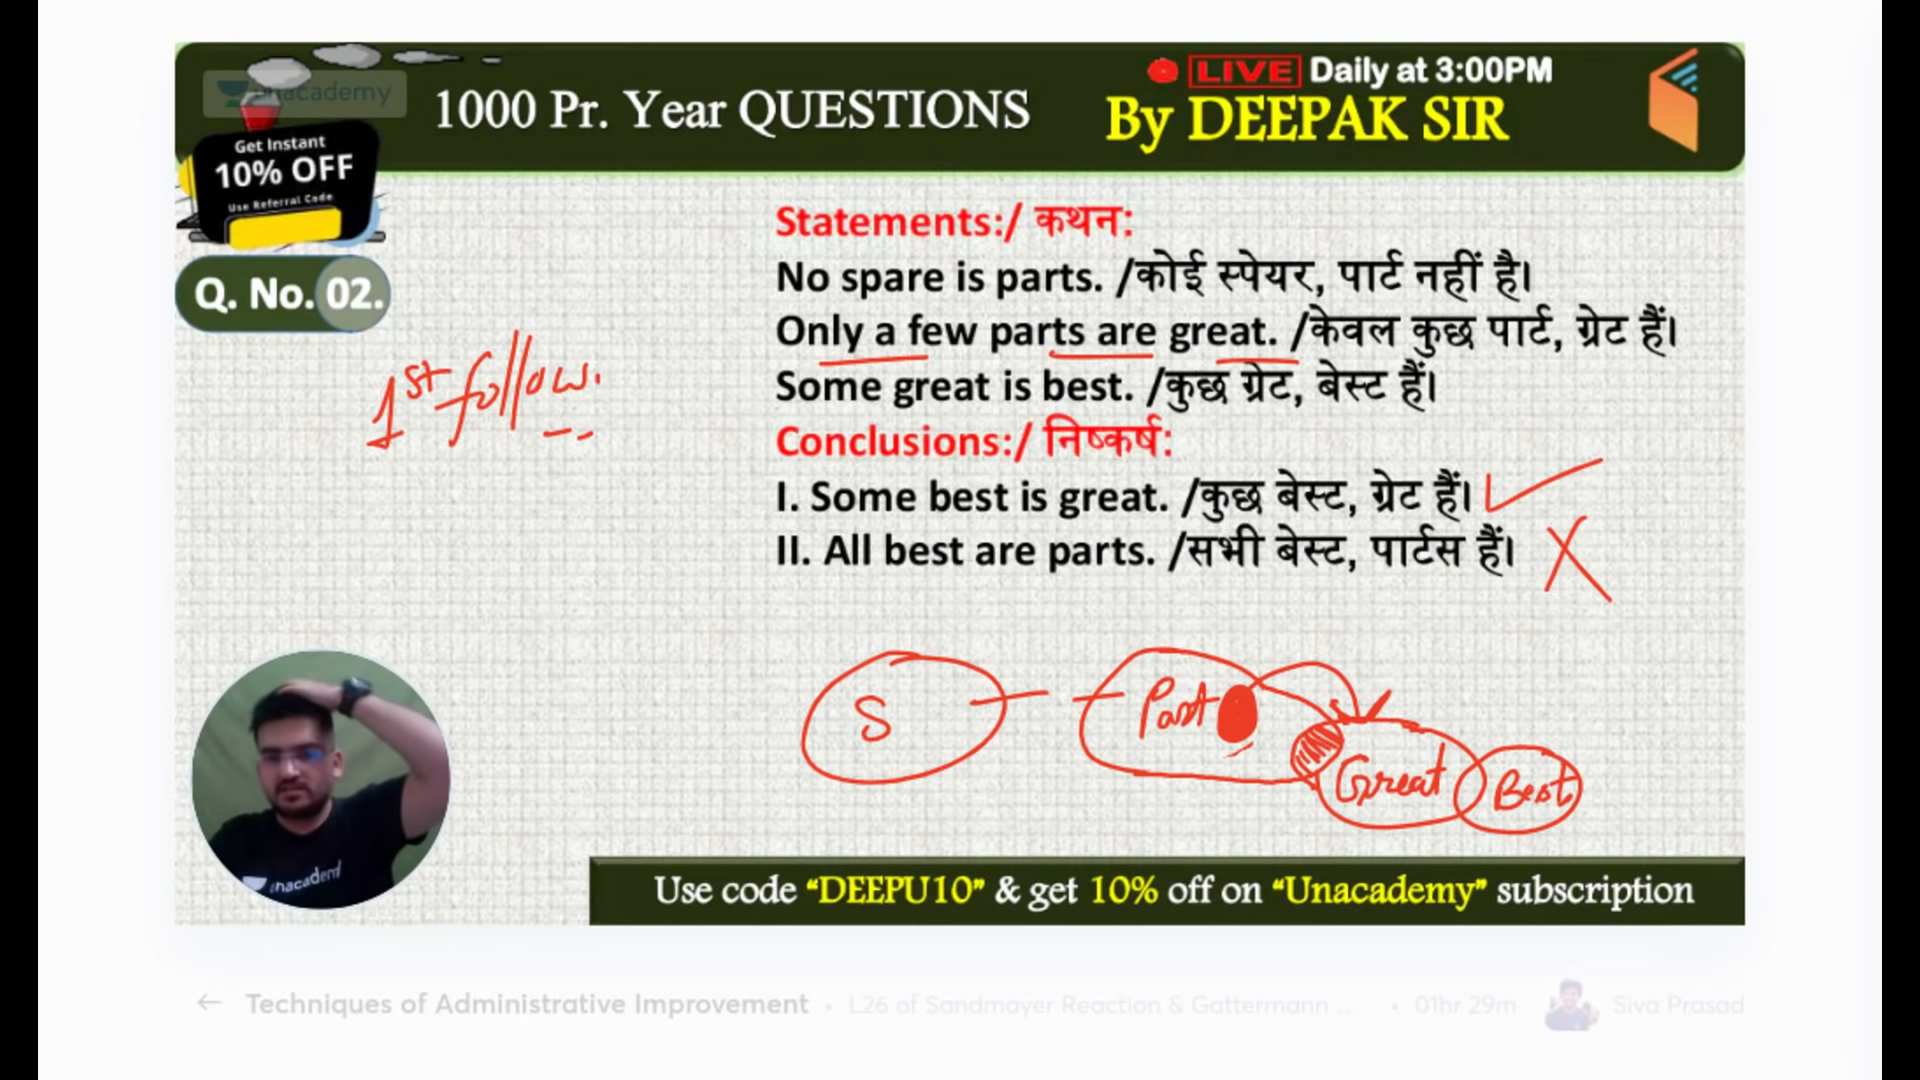 unacademy
1000 Pr. Year QUESTIONS
LIVE Daily at 3:00PM
By DEEPAK SIR
Get Instant
10% OFF
Use Referral Code
Q. No. 02.
Statements:/ कथन:
No spare is parts. /कोई स्पेयर, पार्ट नहीं है।
Only a few parts are great. /केवल कुछ पार्ट, ग्रेट हैं।
Some great is best. /कुछ ग्रेट, बेस्ट हैं।
Conclusions:/ निष्कर्ष:
I. Some best is great. /कुछ बेस्ट, ग्रेट हैं।
II. All best are parts. /सभी बेस्ट, पार्टस हैं।
1st follow.
S
Part
Great
Best
unacademy
Use code “DEEPU10” & get 10% off on “Unacademy” subscription
← Techniques of Administrative Improvement • L26 of Sandmayer Reaction & Gattermann ... • 01hr 29m Siva Prasad